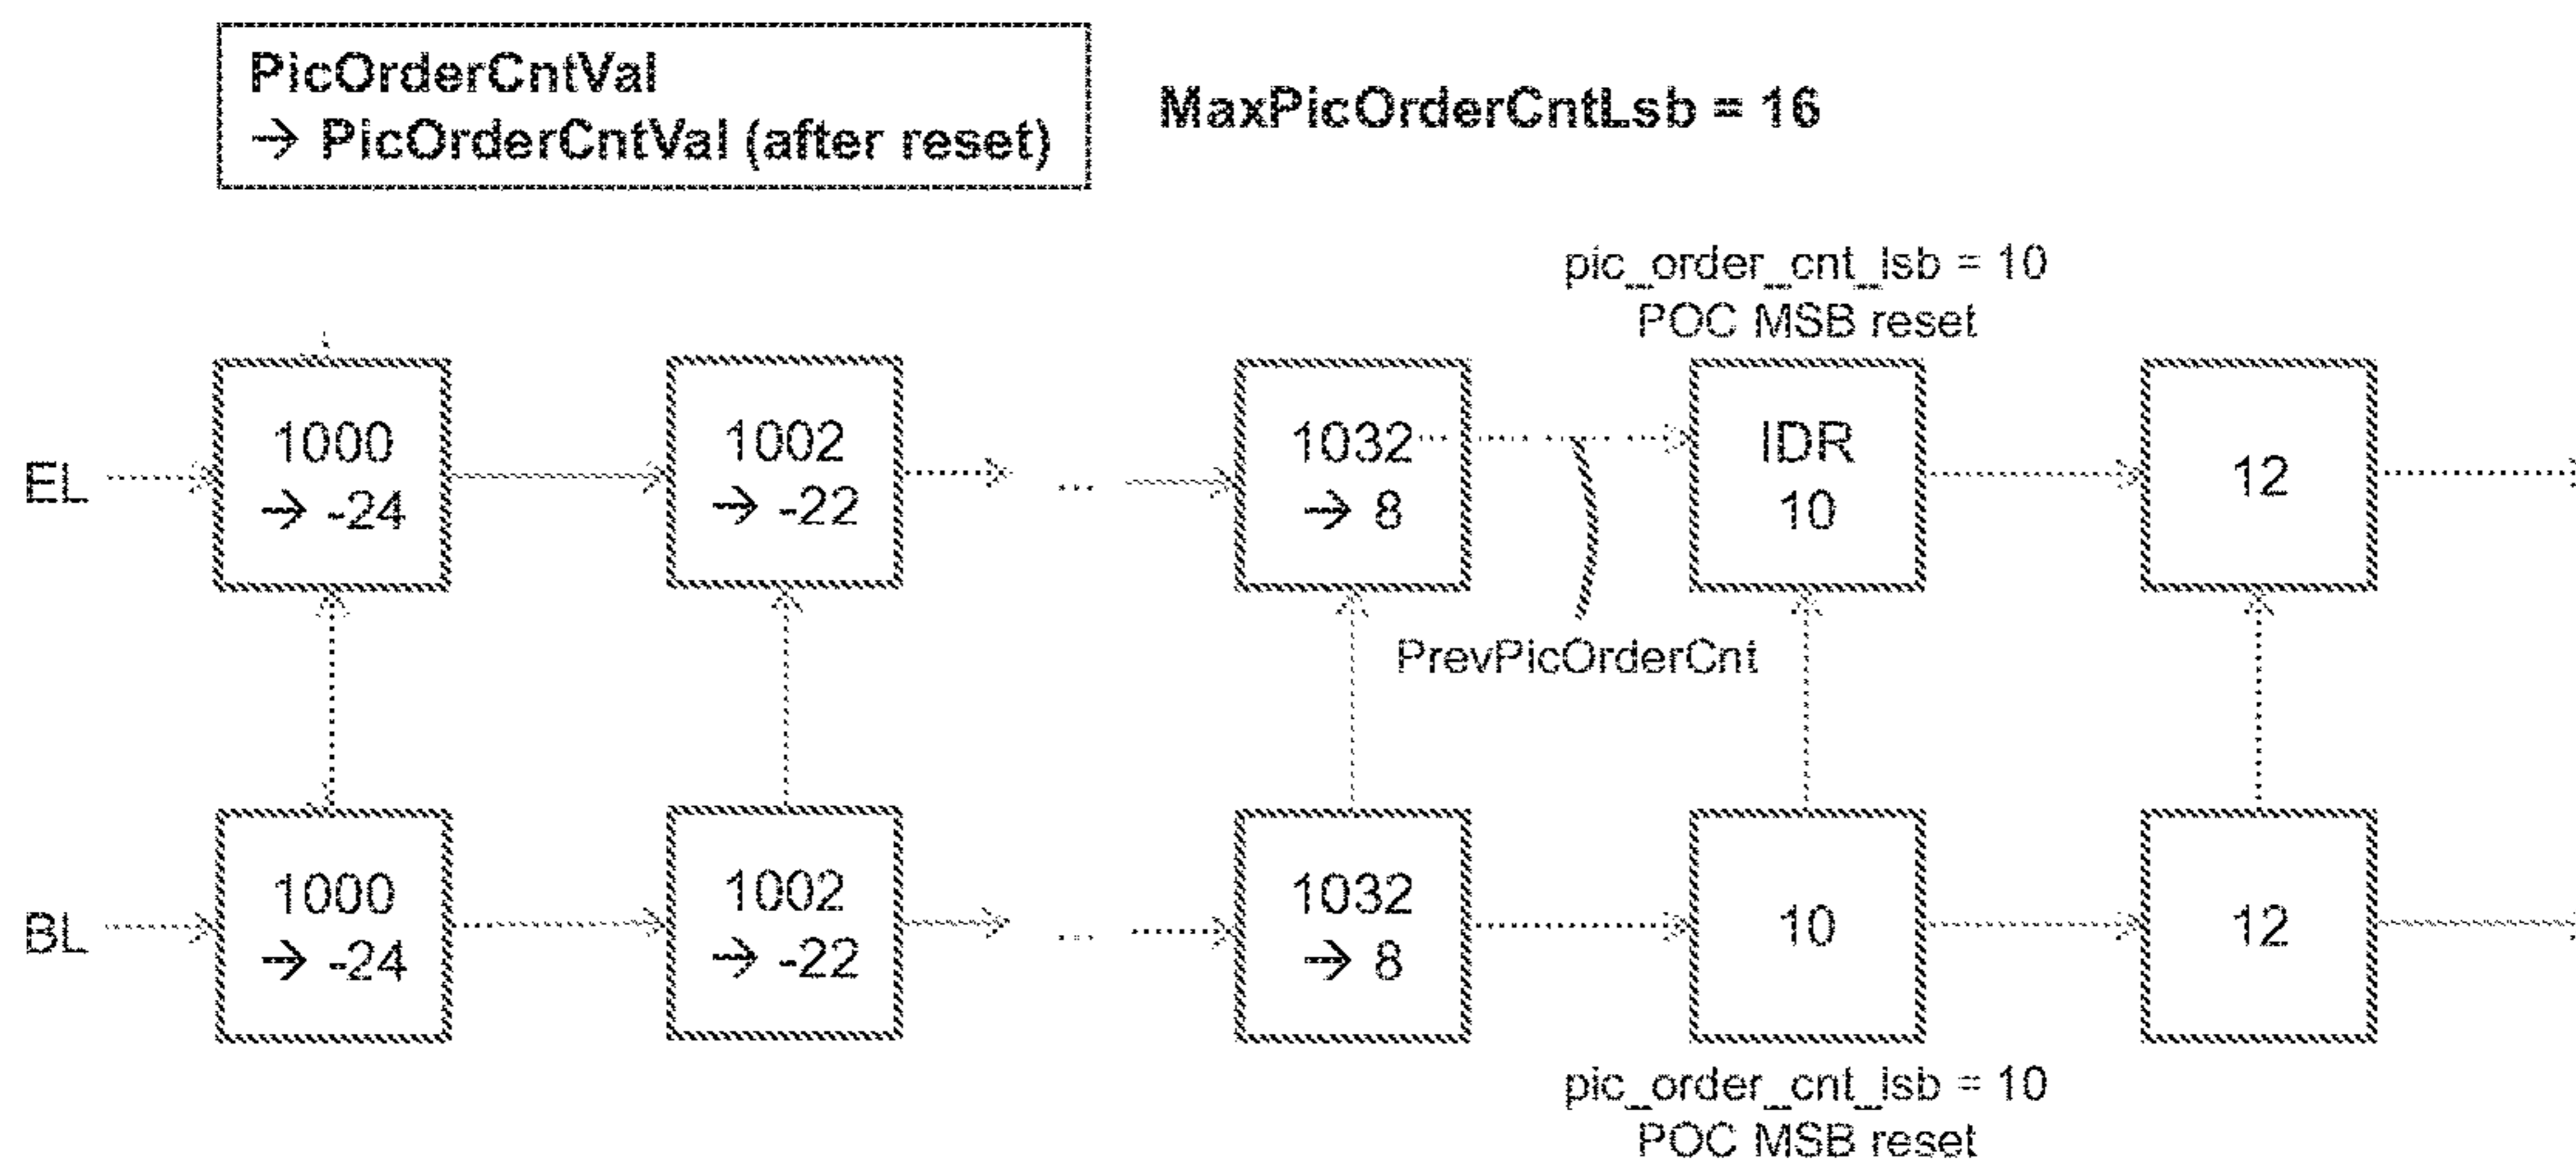 PicOrderCntVal
→ PicOrderCntVal (after reset)
MaxPicOrderCntLsb = 16
pic_order_cnt_lsb = 10
POC MSB reset
EL
1000
→ -24
1002
→ -22
...
1032
→ 8
IDR
10
12
PrevPicOrderCnt
BL
1000
→ -24
1002
→ -22
...
1032
→ 8
10
12
pic_order_cnt_lsb = 10
POC MSB reset